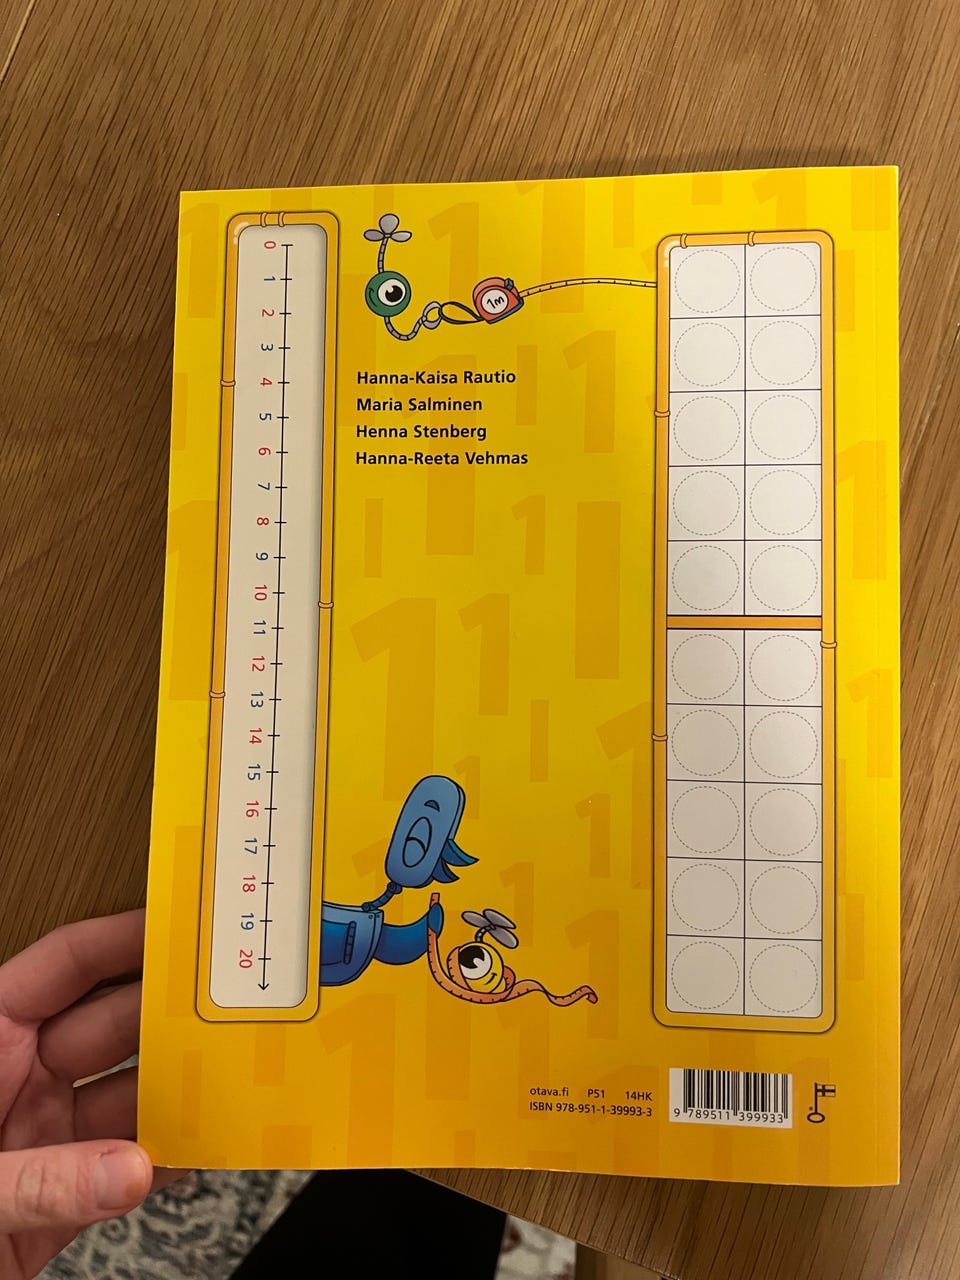 0
1
2
3
4
5
6
7
8
9
10
11
12
13
14
15
16
17
18
19
20
1m
Hanna-Kaisa Rautio
Maria Salminen
Henna Stenberg
Hanna-Reeta Vehmas
otava.fi P51 14HK
ISBN 978-951-1-39993-3
9 789511 399933